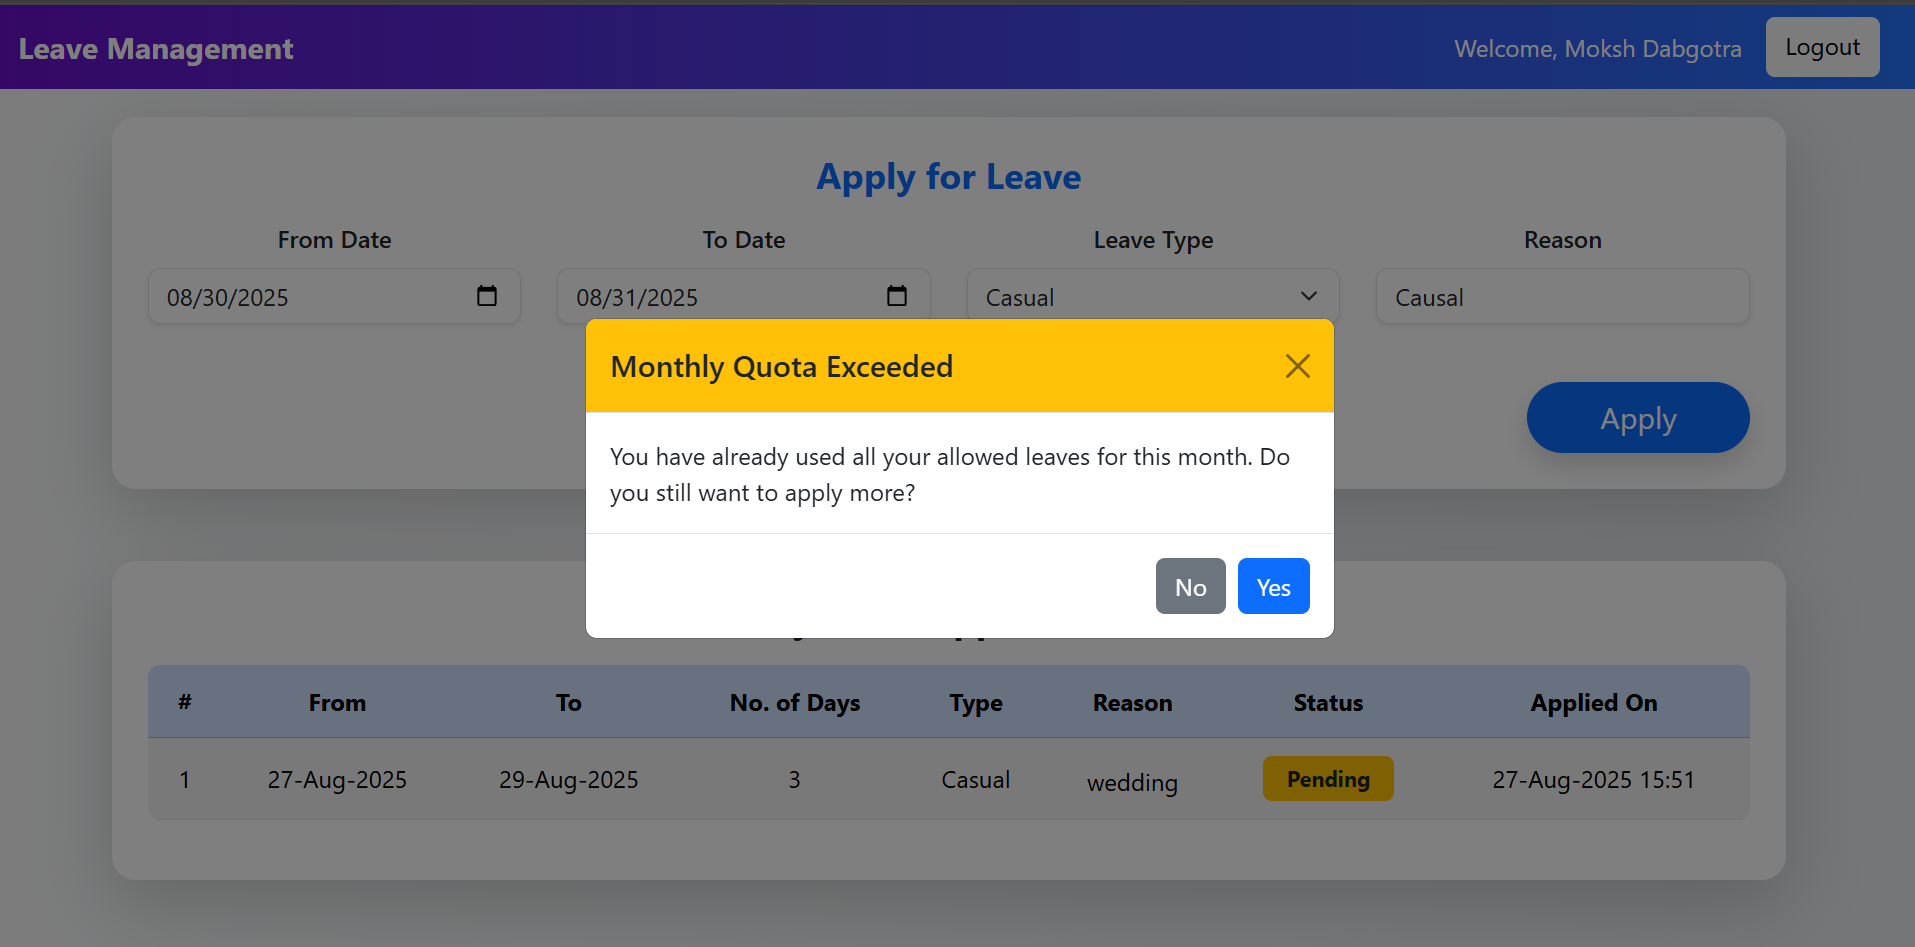 Leave Management
Welcome, Moksh Dabgotra
Logout
Apply for Leave
From Date
To Date
Leave Type
Reason
08/30/2025
08/31/2025
Casual
Causal
Monthly Quota Exceeded
Apply
You have already used all your allowed leaves for this month. Do
you still want to apply more?
No
Yes
# From To No. of Days Type Reason Status Applied On
1 27-Aug-2025 29-Aug-2025 3 Casual wedding Pending 27-Aug-2025 15:51